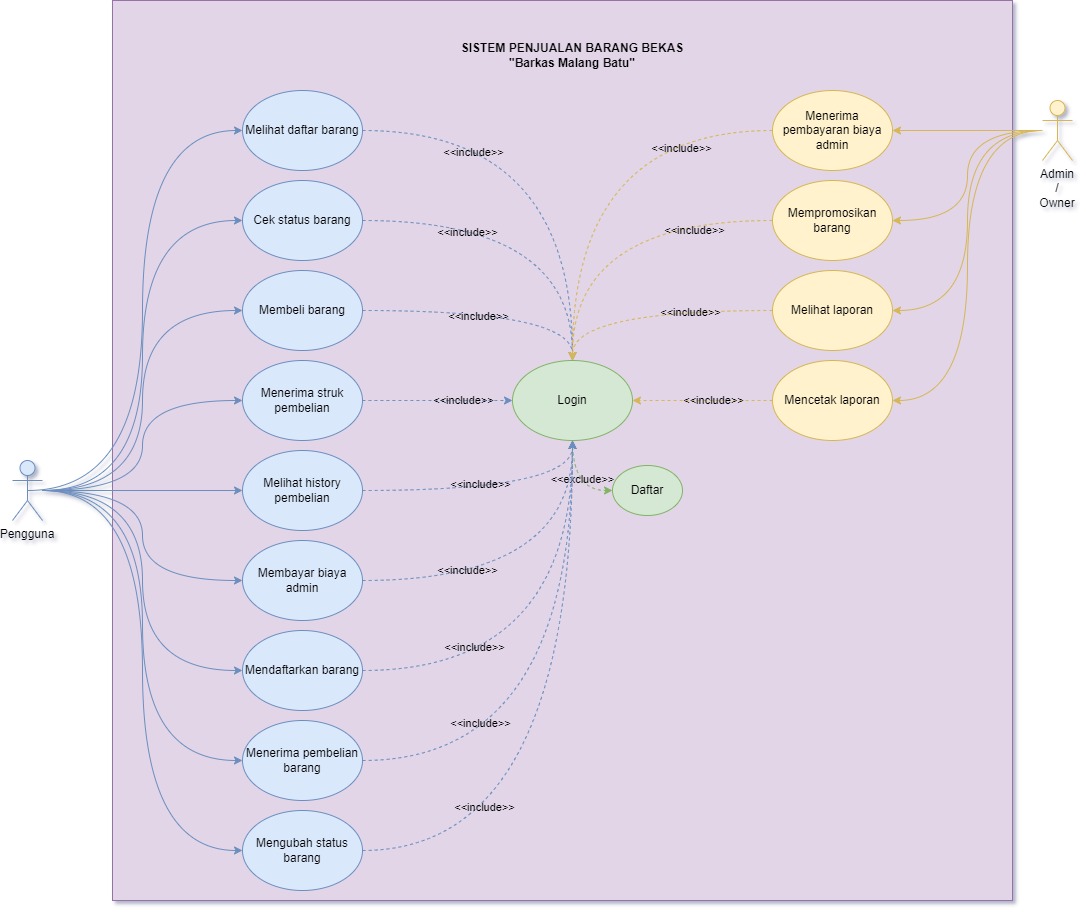 SISTEM PENJUALAN BARANG BEKAS
"Barkas Malang Batu"
Melihat daftar barang
<<include>>
Cek status barang
<<include>>
Membeli barang
<<include>>
Menerima struk
pembelian
<<include>>
Melihat history
pembelian
<<include>>
Membayar biaya
admin
<<include>>
Mendaftarkan barang
<<include>>
Menerima pembelian
barang
<<include>>
Mengubah status
barang
<<include>>
Pengguna
Login
<<exclude>>
Daftar
Menerima
pembayaran biaya
admin
<<include>>
Mempromosikan
barang
<<include>>
Melihat laporan
<<include>>
Mencetak laporan
<<include>>
Admin
/
Owner